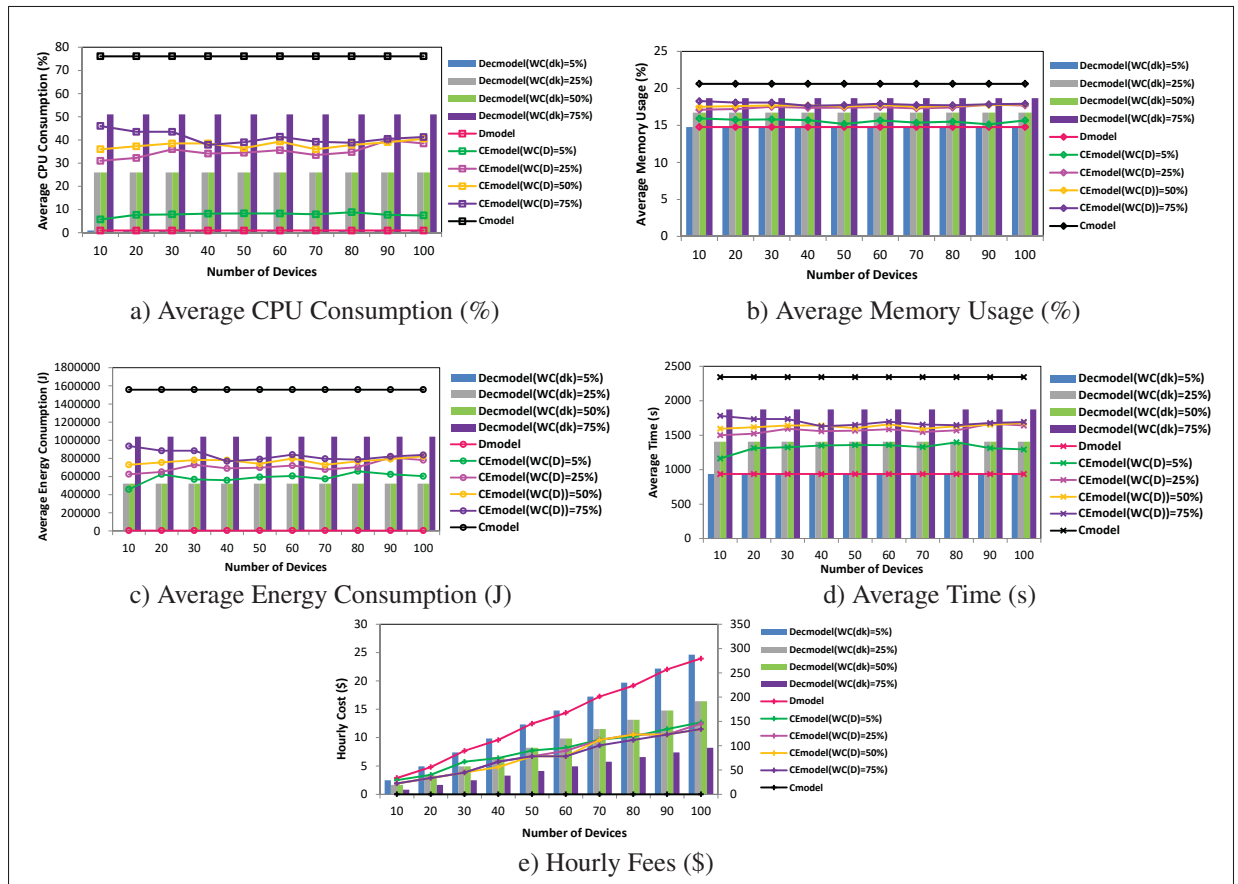 80
70
60
50
40
30
20
10
0
Average CPU Consumption (%)
10 20 30 40 50 60 70 80 90 100
Number of Devices
Decmodel(WC(dk)=5%)
Decmodel(WC(dk)=25%)
Decmodel(WC(dk)=50%)
Decmodel(WC(dk)=75%)
Dmodel
CEmodel(WC(D)=5%)
CEmodel(WC(D)=25%)
CEmodel(WC(D)=50%)
CEmodel(WC(D)=75%)
Cmodel
a) Average CPU Consumption (%)
25
20
15
10
5
0
Average Memory Usage (%)
10 20 30 40 50 60 70 80 90 100
Number of Devices
Decmodel(WC(dk)=5%)
Decmodel(WC(dk)=25%)
Decmodel(WC(dk)=50%)
Decmodel(WC(dk)=75%)
Dmodel
CEmodel(WC(D)=5%)
CEmodel(WC(D)=25%)
CEmodel(WC(D))=50%)
CEmodel(WC(D))=75%)
Cmodel
b) Average Memory Usage (%)
1800000
1600000
1400000
1200000
1000000
800000
600000
400000
200000
0
Average Energy Consumption (J)
10 20 30 40 50 60 70 80 90 100
Number of Devices
Decmodel(WC(dk)=5%)
Decmodel(WC(dk)=25%)
Decmodel(WC(dk)=50%)
Decmodel(WC(dk)=75%)
Dmodel
CEmodel(WC(D)=5%)
CEmodel(WC(D)=25%)
CEmodel(WC(D))=50%)
CEmodel(WC(D))=75%)
Cmodel
c) Average Energy Consumption (J)
2500
2000
1500
1000
500
0
Average Time (s)
10 20 30 40 50 60 70 80 90 100
Number of Devices
Decmodel(WC(dk)=5%)
Decmodel(WC(dk)=25%)
Decmodel(WC(dk)=50%)
Decmodel(WC(dk)=75%)
Dmodel
CEmodel(WC(D)=5%)
CEmodel(WC(D)=25%)
CEmodel(WC(D))=50%)
CEmodel(WC(D))=75%)
Cmodel
d) Average Time (s)
30
25
20
15
10
5
0
Hourly Cost ($)
350
300
250
200
150
100
50
0
10 20 30 40 50 60 70 80 90 100
Number of Devices
Decmodel(WC(dk)=5%)
Decmodel(WC(dk)=25%)
Decmodel(WC(dk)=50%)
Decmodel(WC(dk)=75%)
Dmodel
CEmodel(WC(D)=5%)
CEmodel(WC(D)=25%)
CEmodel(WC(D)=50%)
CEmodel(WC(D)=75%)
Cmodel
e) Hourly Fees ($)